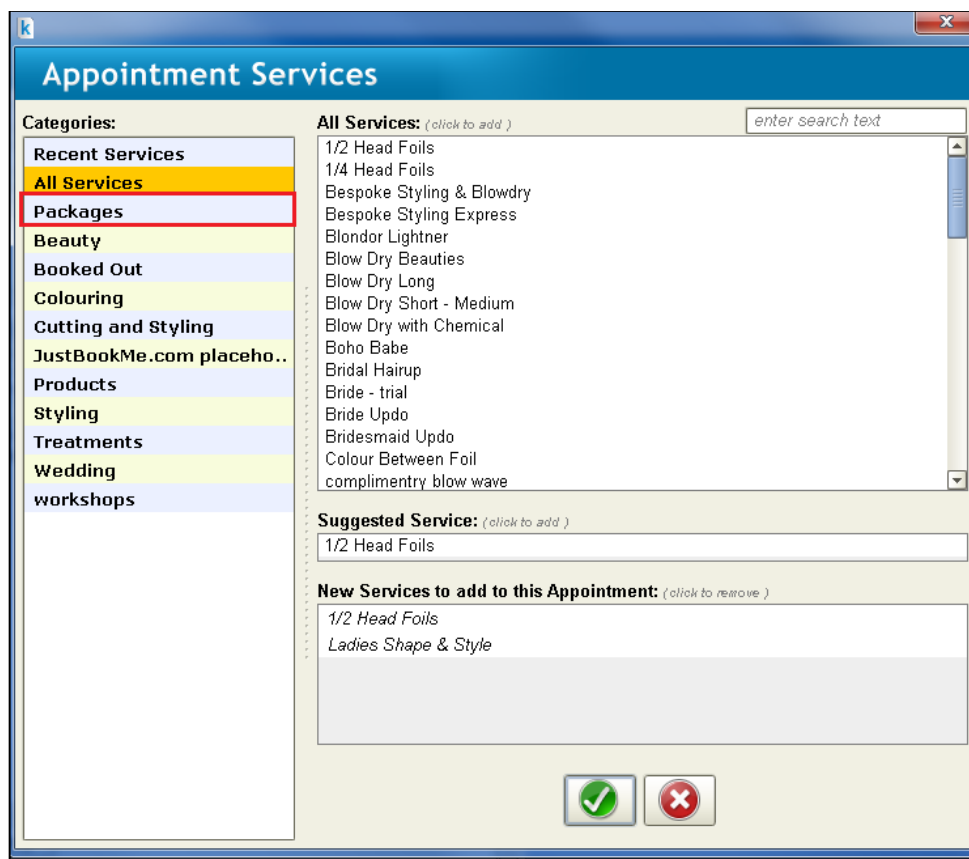 k
x
Appointment Services
Categories:
Recent Services
All Services
Packages
Beauty
Booked Out
Colouring
Cutting and Styling
JustBookMe.com placeho..
Products
Styling
Treatments
Wedding
workshops
All Services: (click to add )
enter search text
1/2 Head Foils
1/4 Head Foils
Bespoke Styling & Blowdry
Bespoke Styling Express
Blondor Lightner
Blow Dry Beauties
Blow Dry Long
Blow Dry Short - Medium
Blow Dry with Chemical
Boho Babe
Bridal Hairup
Bride - trial
Bride Updo
Bridesmaid Updo
Colour Between Foil
complimentry blow wave
Suggested Service: (click to add )
1/2 Head Foils
New Services to add to this Appointment: (click to remove )
1/2 Head Foils
Ladies Shape & Style